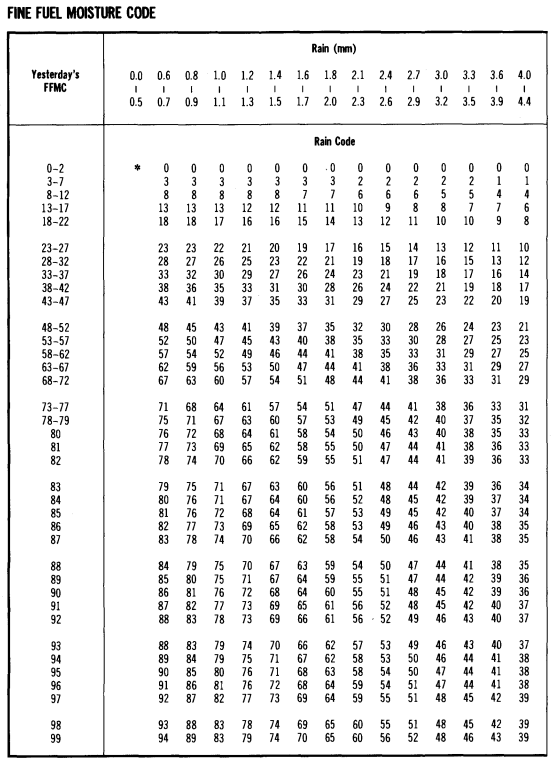 FINE FUEL MOISTURE CODE
Rain (mm)
Yesterday's 0.0 0.6 0.8 1.0 1.2 1.4 1.6 1.8 2.1 2.4 2.7 3.0 3.3 3.6 4.0
FFMC | | | | | | | | | | | | | | |
0.5 0.7 0.9 1.1 1.3 1.5 1.7 2.0 2.3 2.6 2.9 3.2 3.5 3.9 4.4
Rain Code
0-2 * 0 0 0 0 0 0 0 0 0 0 0 0 0 0
3-7 3 3 3 3 3 3 3 2 2 2 2 2 1 1
8-12 8 8 8 8 8 7 7 6 6 6 5 5 4 4
13-17 13 13 13 12 12 11 11 10 9 8 8 7 7 6
18-22 18 18 17 16 16 15 14 13 12 11 10 10 9 8
23-27 23 23 22 21 20 19 17 16 15 14 13 12 11 10
28-32 28 27 26 25 23 22 21 19 18 17 16 15 13 12
33-37 33 32 30 29 27 26 24 23 21 19 18 17 16 14
38-42 38 36 35 33 31 30 28 26 24 22 21 19 18 17
43-47 43 41 39 37 35 33 31 29 27 25 23 22 20 19
48-52 48 45 43 41 39 37 35 32 30 28 26 24 23 21
53-57 52 50 47 45 43 40 38 35 33 30 28 27 25 23
58-62 57 54 52 49 46 44 41 38 35 33 31 29 27 25
63-67 62 59 56 53 50 47 44 41 38 36 33 31 29 27
68-72 67 63 60 57 54 51 48 44 41 38 36 33 31 29
73-77 71 68 64 61 57 54 51 47 44 41 38 36 33 31
78-79 75 71 67 63 60 57 53 49 45 42 40 37 35 32
80 76 72 68 64 61 58 54 50 46 43 40 38 35 33
81 77 73 69 65 62 58 55 50 47 44 41 38 36 33
82 78 74 70 66 62 59 55 51 47 44 41 39 36 33
83 79 75 71 67 63 60 56 51 48 44 42 39 36 34
84 80 76 71 67 64 60 56 52 48 45 42 39 37 34
85 81 76 72 68 64 61 57 53 49 45 42 40 37 34
86 82 77 73 69 65 62 58 53 49 46 43 40 38 35
87 83 78 74 70 66 62 58 54 50 46 43 41 38 35
88 84 79 75 70 67 63 59 54 50 47 44 41 38 35
89 85 80 75 71 67 64 59 55 51 47 44 42 39 36
90 86 81 76 72 68 64 60 55 51 48 45 42 39 36
91 87 82 77 73 69 65 61 56 52 48 45 42 40 37
92 88 83 78 73 69 66 61 56 52 49 46 43 40 37
93 88 83 79 74 70 66 62 57 53 49 46 43 40 37
94 89 84 79 75 71 67 62 58 53 50 46 44 41 38
95 90 85 80 76 71 68 63 58 54 50 47 44 41 38
96 91 86 81 76 72 68 64 59 54 51 47 44 41 38
97 92 87 82 77 73 69 64 59 55 51 48 45 42 39
98 93 88 83 78 74 69 65 60 55 51 48 45 42 39
99 94 89 83 79 74 70 65 60 56 52 48 46 43 39